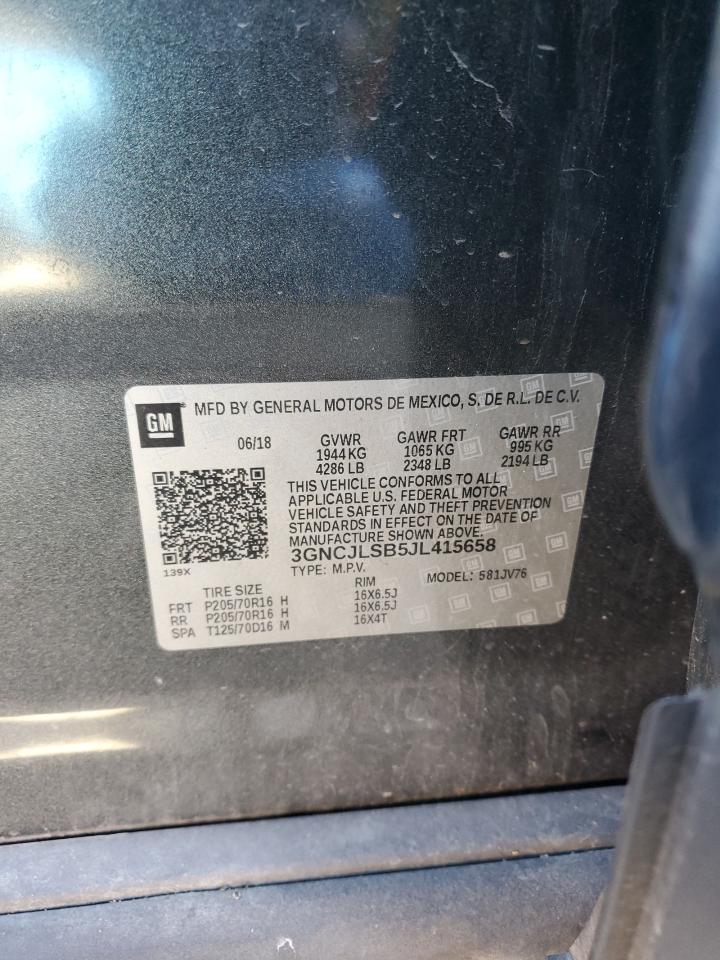 GM ® MFD BY GENERAL MOTORS DE MEXICO, S. DE R.L. DE C.V.
06/18 GVWR GAWR FRT GAWR RR
1944 KG 1065 KG 995 KG
4286 LB 2348 LB 2194 LB
THIS VEHICLE CONFORMS TO ALL
APPLICABLE U.S. FEDERAL MOTOR
VEHICLE SAFETY AND THEFT PREVENTION
STANDARDS IN EFFECT ON THE DATE OF
MANUFACTURE SHOWN ABOVE.
3GNCJLSB5JL415658
139X TYPE: M.P.V. MODEL: 581JV76
TIRE SIZE RIM
FRT P205/70R16 H 16X6.5J
RR P205/70R16 H 16X6.5J
SPA T125/70D16 M 16X4T